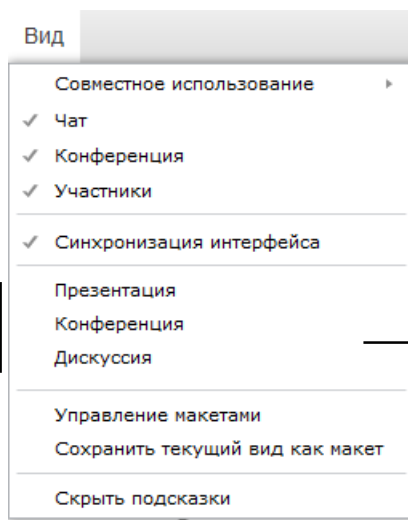 Вид
Совместное использование
Чат
Конференция
Участники
Синхронизация интерфейса
Презентация
Конференция
Дискуссия
Управление макетами
Сохранить текущий вид как макет
Скрыть подсказки